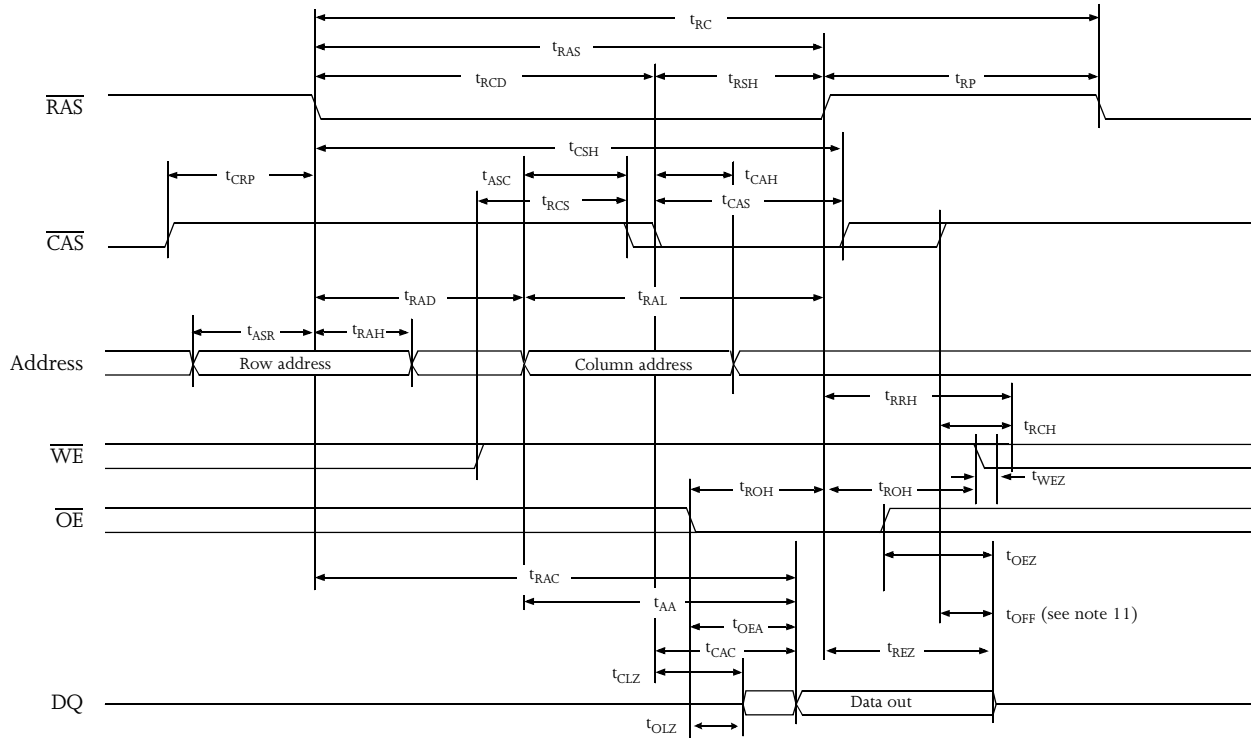 tRC
tRAS
tRCD tRSH tRP
RAS
tCSH
tCRP tASC tCAH
tRCS tCAS
CAS
tRAD tRAL
tASR tRAH
Address Row address Column address
tRRH
tRCH
WE
tWEZ
tROH tROH
OE
tOEZ
tRAC
tAA
tOFF (see note 11)
tOEA
tCAC tREZ
tCLZ
DQ Data out
tOLZ